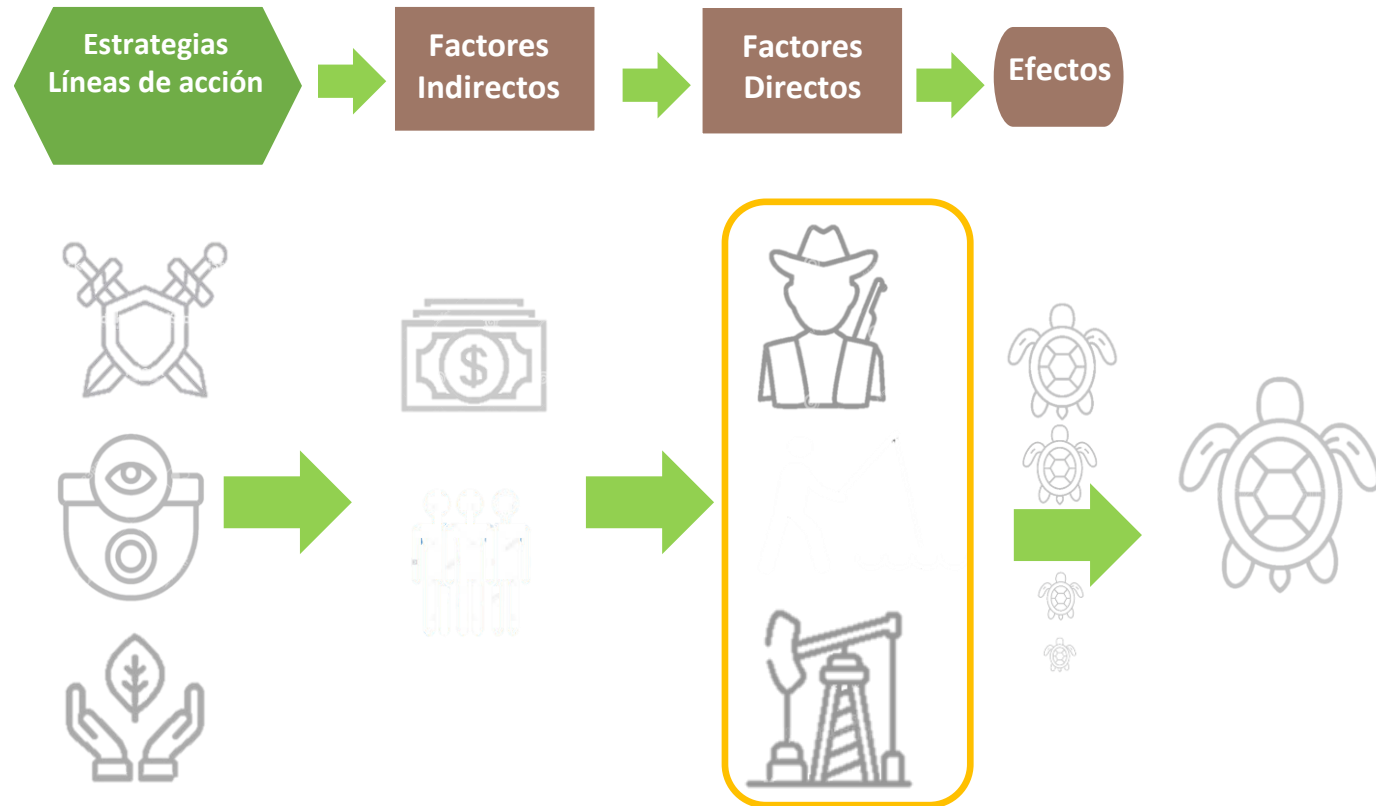 Estrategias
Líneas de acción
Factores
Indirectos
Factores
Directos
Efectos
$